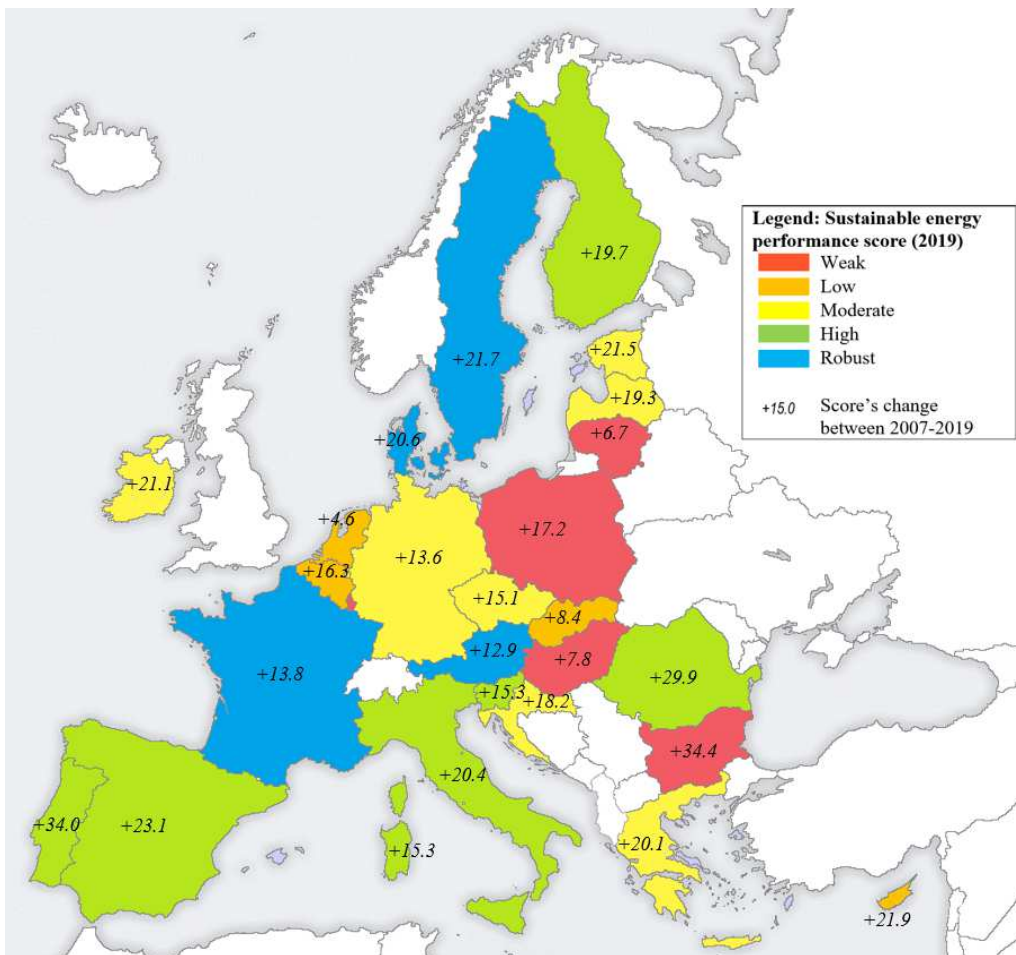 +19.7
Legend: Sustainable energy
performance score (2019)
Weak
Low
Moderate
High
Robust
+15.0 Score's change
between 2007-2019
+21.7
+21.5
+19.3
+20.6
+6.7
+21.1
+4.6
+17.2
+16.3
+13.6
+15.1
+8.4
+12.9
+7.8
+13.8
+15.3
+18.2
+29.9
+34.4
+20.4
+34.0
+23.1
+15.3
+20.1
+21.9